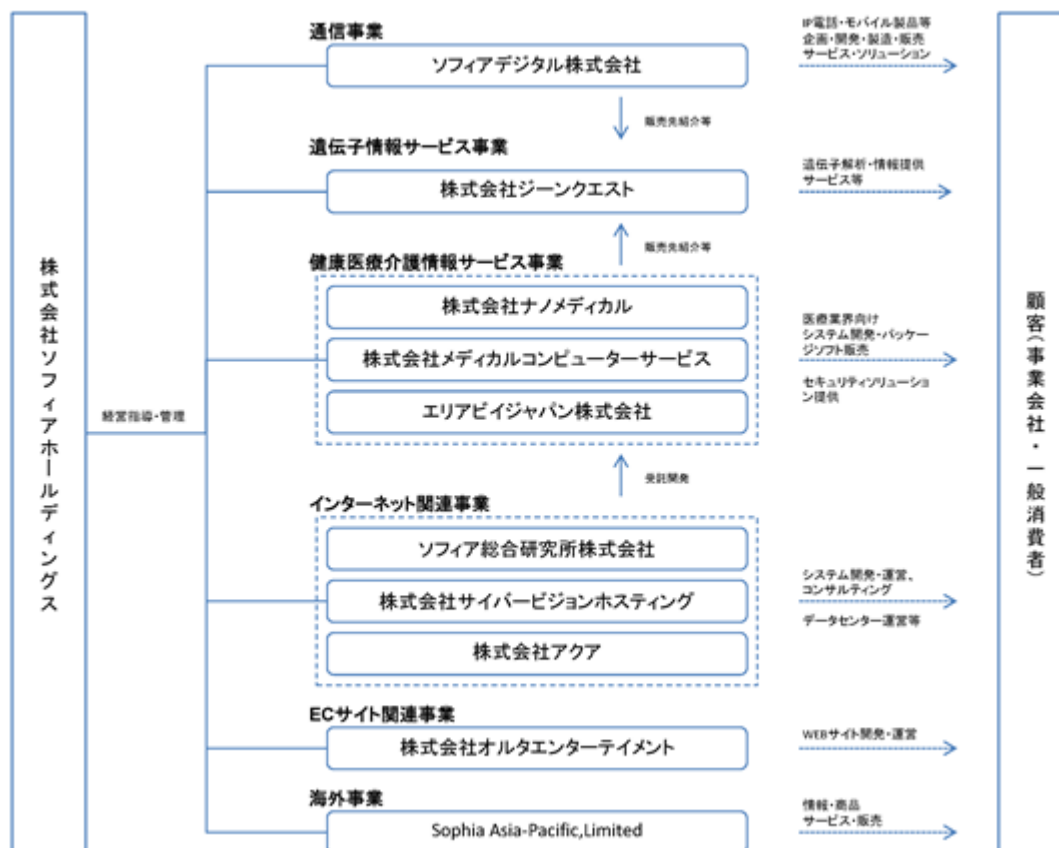 株式会社ソフィアホールディングス
経営指導・管理
通信事業
ソフィアデジタル株式会社
IP電話・モバイル製品等
企画・開発・製造・販売
サービス・ソリューション
販売先紹介等
遺伝子情報サービス事業
株式会社ジーンクエスト
遺伝子解析・情報提供
サービス等
販売先紹介等
健康医療介護情報サービス事業
株式会社ナノメディカル
株式会社メディカルコンピューターサービス
エリアビイジャパン株式会社
医療業界向け
システム開発・パッケー
ジソフト販売
セキュリティソリューショ
ン提供
受託開発
インターネット関連事業
ソフィア総合研究所株式会社
株式会社サイバービジョンホスティング
株式会社アクア
システム開発・運営、
コンサルティング
データセンター運営等
ECサイト関連事業
株式会社オルタエンターテイメント
WEBサイト開発・運営
海外事業
Sophia Asia-Pacific,Limited
情報・商品
サービス・販売
顧客（事業会社・一般消費者）